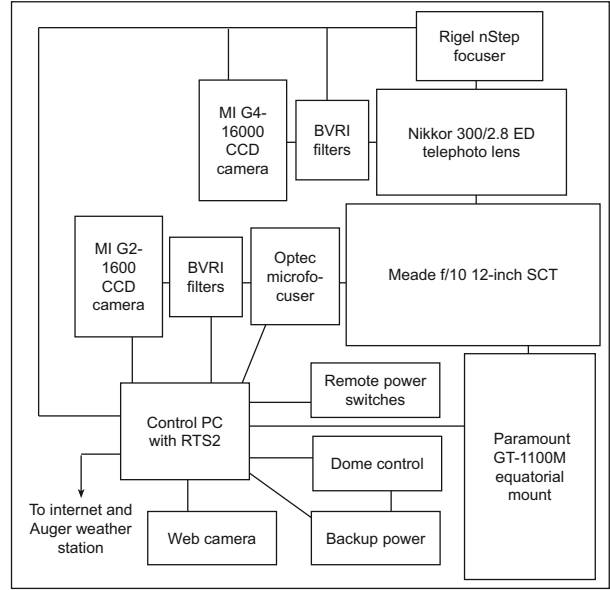 Rigel nStep
focuser
MI G4-
16000
CCD
camera
BVRI
filters
Nikkor 300/2.8 ED
telephoto lens
MI G2-
1600
CCD
camera
BVRI
filters
Optec
microfo-
cuser
Meade f/10 12-inch SCT
Remote power
switches
Control PC
with RTS2
Paramount
GT-1100M
equatorial
mount
Dome control
To internet and
Auger weather
station
Web camera
Backup power